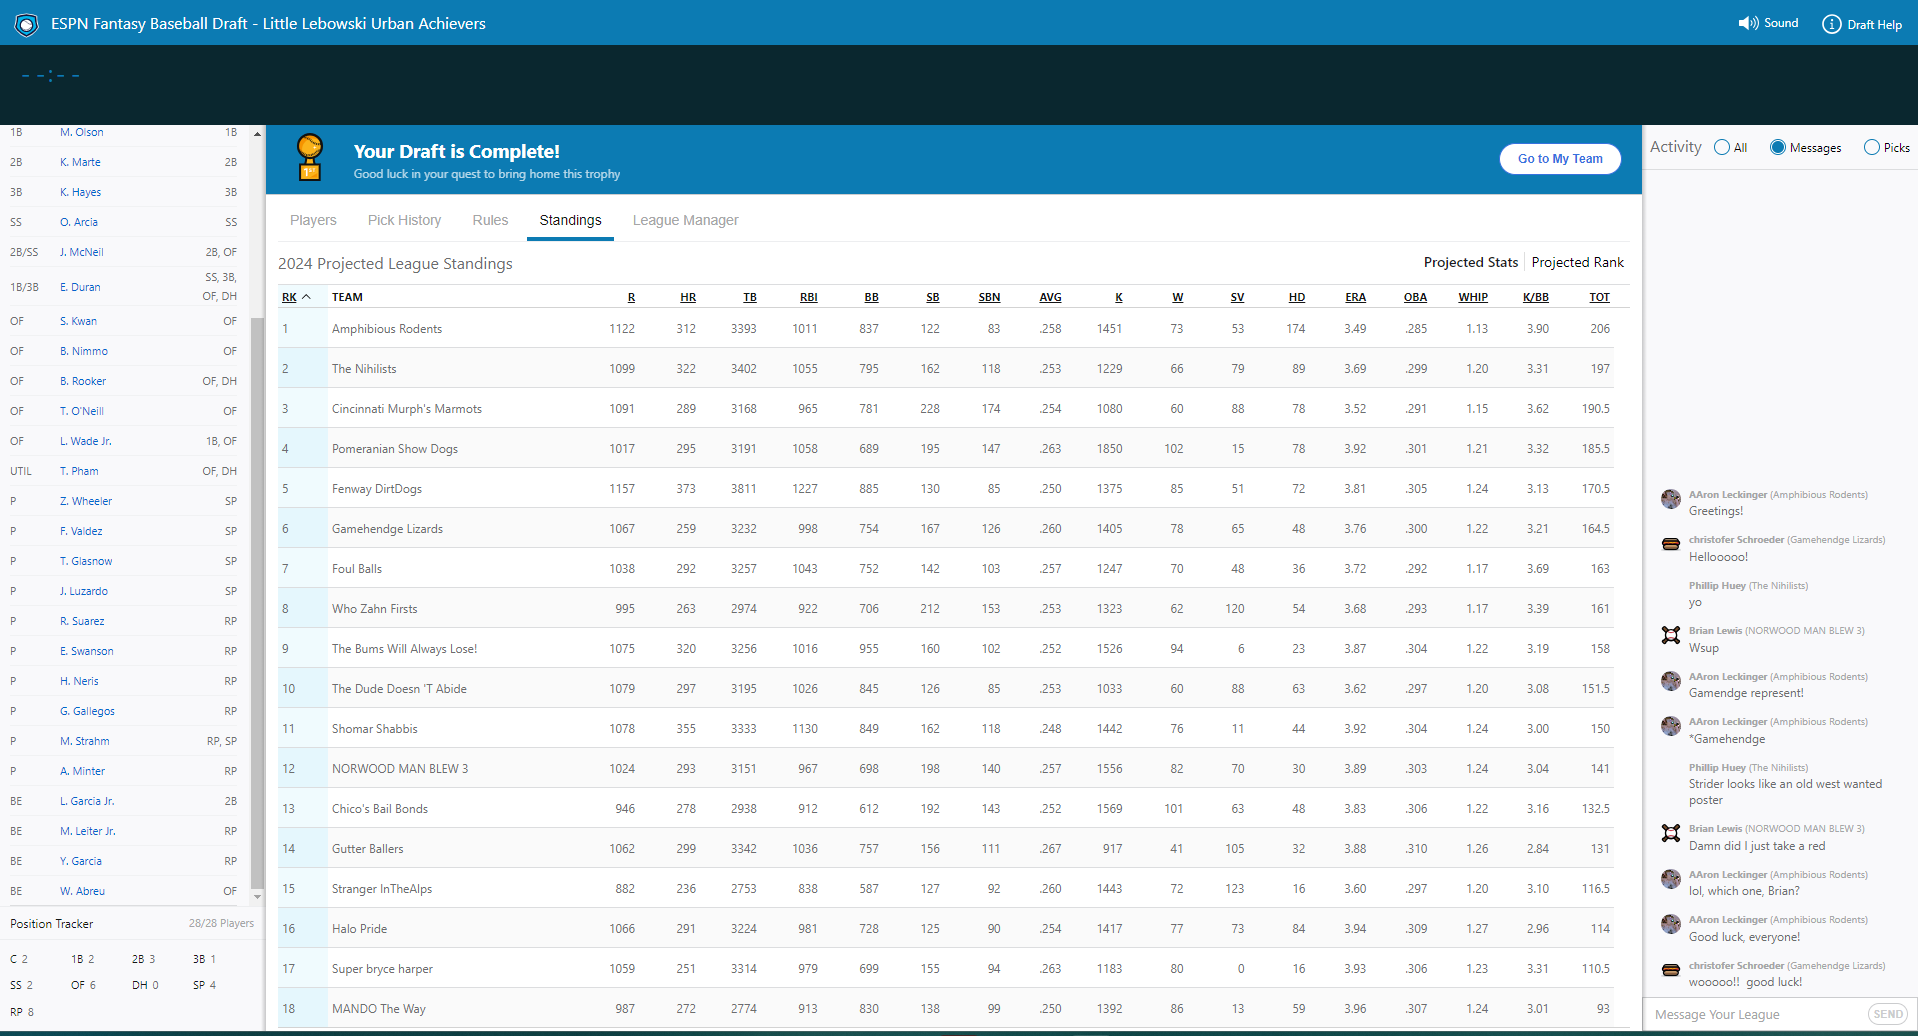 ESPN Fantasy Baseball Draft - Little Lebowski Urban Achievers
Sound
Draft Help
--:--
1B M. Olson 1B
2B K. Marte 2B
3B K. Hayes 3B
SS O. Arcia SS
2B/SS J. McNeil 2B, OF
1B/3B E. Duran SS, 3B, OF, DH
OF S. Kwan OF
OF B. Nimmo OF
OF B. Rooker OF, DH
OF T. O'Neill OF
OF L. Wade Jr. 1B, OF
UTIL T. Pham OF, DH
P Z. Wheeler SP
P F. Valdez SP
P T. Glasnow SP
P J. Luzardo SP
P R. Suarez RP
P E. Swanson RP
P H. Neris RP
P G. Gallegos RP
P M. Strahm RP, SP
P A. Minter RP
BE L. Garcia Jr. 2B
BE M. Leiter Jr. RP
BE Y. Garcia RP
BE W. Abreu OF
Position Tracker 28/28 Players
C 2 1B 2 2B 3 3B 1
SS 2 OF 6 DH 0 SP 4
RP 8
1ST
Your Draft is Complete!
Good luck in your quest to bring home this trophy
Go to My Team
Players Pick History Rules Standings League Manager
2024 Projected League Standings
Projected Stats Projected Rank
RK TEAM R HR TB RBI BB SB SBN AVG K W SV HD ERA OBA WHIP K/BB TOT
1 Amphibious Rodents 1122 312 3393 1011 837 122 83 .258 1451 73 53 174 3.49 .285 1.13 3.90 206
2 The Nihilists 1099 322 3402 1055 795 162 118 .253 1229 66 79 89 3.69 .299 1.20 3.31 197
3 Cincinnati Murph's Marmots 1091 289 3168 965 781 228 174 .254 1080 60 88 78 3.52 .291 1.15 3.62 190.5
4 Pomeranian Show Dogs 1017 295 3191 1058 689 195 147 .263 1850 102 15 78 3.92 .301 1.21 3.32 185.5
5 Fenway DirtDogs 1157 373 3811 1227 885 130 85 .250 1375 85 51 72 3.81 .305 1.24 3.13 170.5
6 Gamehendge Lizards 1067 259 3232 998 754 167 126 .260 1405 78 65 48 3.76 .300 1.22 3.21 164.5
7 Foul Balls 1038 292 3257 1043 752 142 103 .257 1247 70 48 36 3.72 .292 1.17 3.69 163
8 Who Zahn Firsts 995 263 2974 922 706 212 153 .253 1323 62 120 54 3.68 .293 1.17 3.39 161
9 The Bums Will Always Lose! 1075 320 3256 1016 955 160 102 .252 1526 94 6 23 3.87 .304 1.22 3.19 158
10 The Dude Doesn 'T Abide 1079 297 3195 1026 845 126 85 .253 1033 60 88 63 3.62 .297 1.20 3.08 151.5
11 Shomar Shabbis 1078 355 3333 1130 849 162 118 .248 1442 76 11 44 3.92 .304 1.24 3.00 150
12 NORWOOD MAN BLEW 3 1024 293 3151 967 698 198 140 .257 1556 82 70 30 3.89 .303 1.24 3.04 141
13 Chico's Bail Bonds 946 278 2938 912 612 192 143 .252 1569 101 63 48 3.83 .306 1.22 3.16 132.5
14 Gutter Ballers 1062 299 3342 1036 757 156 111 .267 917 41 105 32 3.88 .310 1.26 2.84 131
15 Stranger InTheAlps 882 236 2753 838 587 127 92 .260 1443 72 123 16 3.60 .297 1.20 3.10 116.5
16 Halo Pride 1066 291 3224 981 728 125 90 .254 1417 77 73 84 3.94 .309 1.27 2.96 114
17 Super bryce harper 1059 251 3314 979 699 155 94 .263 1183 80 0 16 3.93 .306 1.23 3.31 110.5
18 MANDO The Way 987 272 2774 913 830 138 99 .250 1392 86 13 59 3.96 .307 1.24 3.01 93
Activity All Messages Picks
AAron Leckinger (Amphibious Rodents)
Greetings!
christofer Schroeder (Gamehendge Lizards)
Hellooooo!
Phillip Huey (The Nihilists)
yo
Brian Lewis (NORWOOD MAN BLEW 3)
Wsup
AAron Leckinger (Amphibious Rodents)
Gamendge represent!
AAron Leckinger (Amphibious Rodents)
*Gamehendge
Phillip Huey (The Nihilists)
Strider looks like an old west wanted
poster
Brian Lewis (NORWOOD MAN BLEW 3)
Damn did I just take a red
AAron Leckinger (Amphibious Rodents)
lol, which one, Brian?
AAron Leckinger (Amphibious Rodents)
Good luck, everyone!
christofer Schroeder (Gamehendge Lizards)
wooooo!! good luck!
Message Your League
SEND